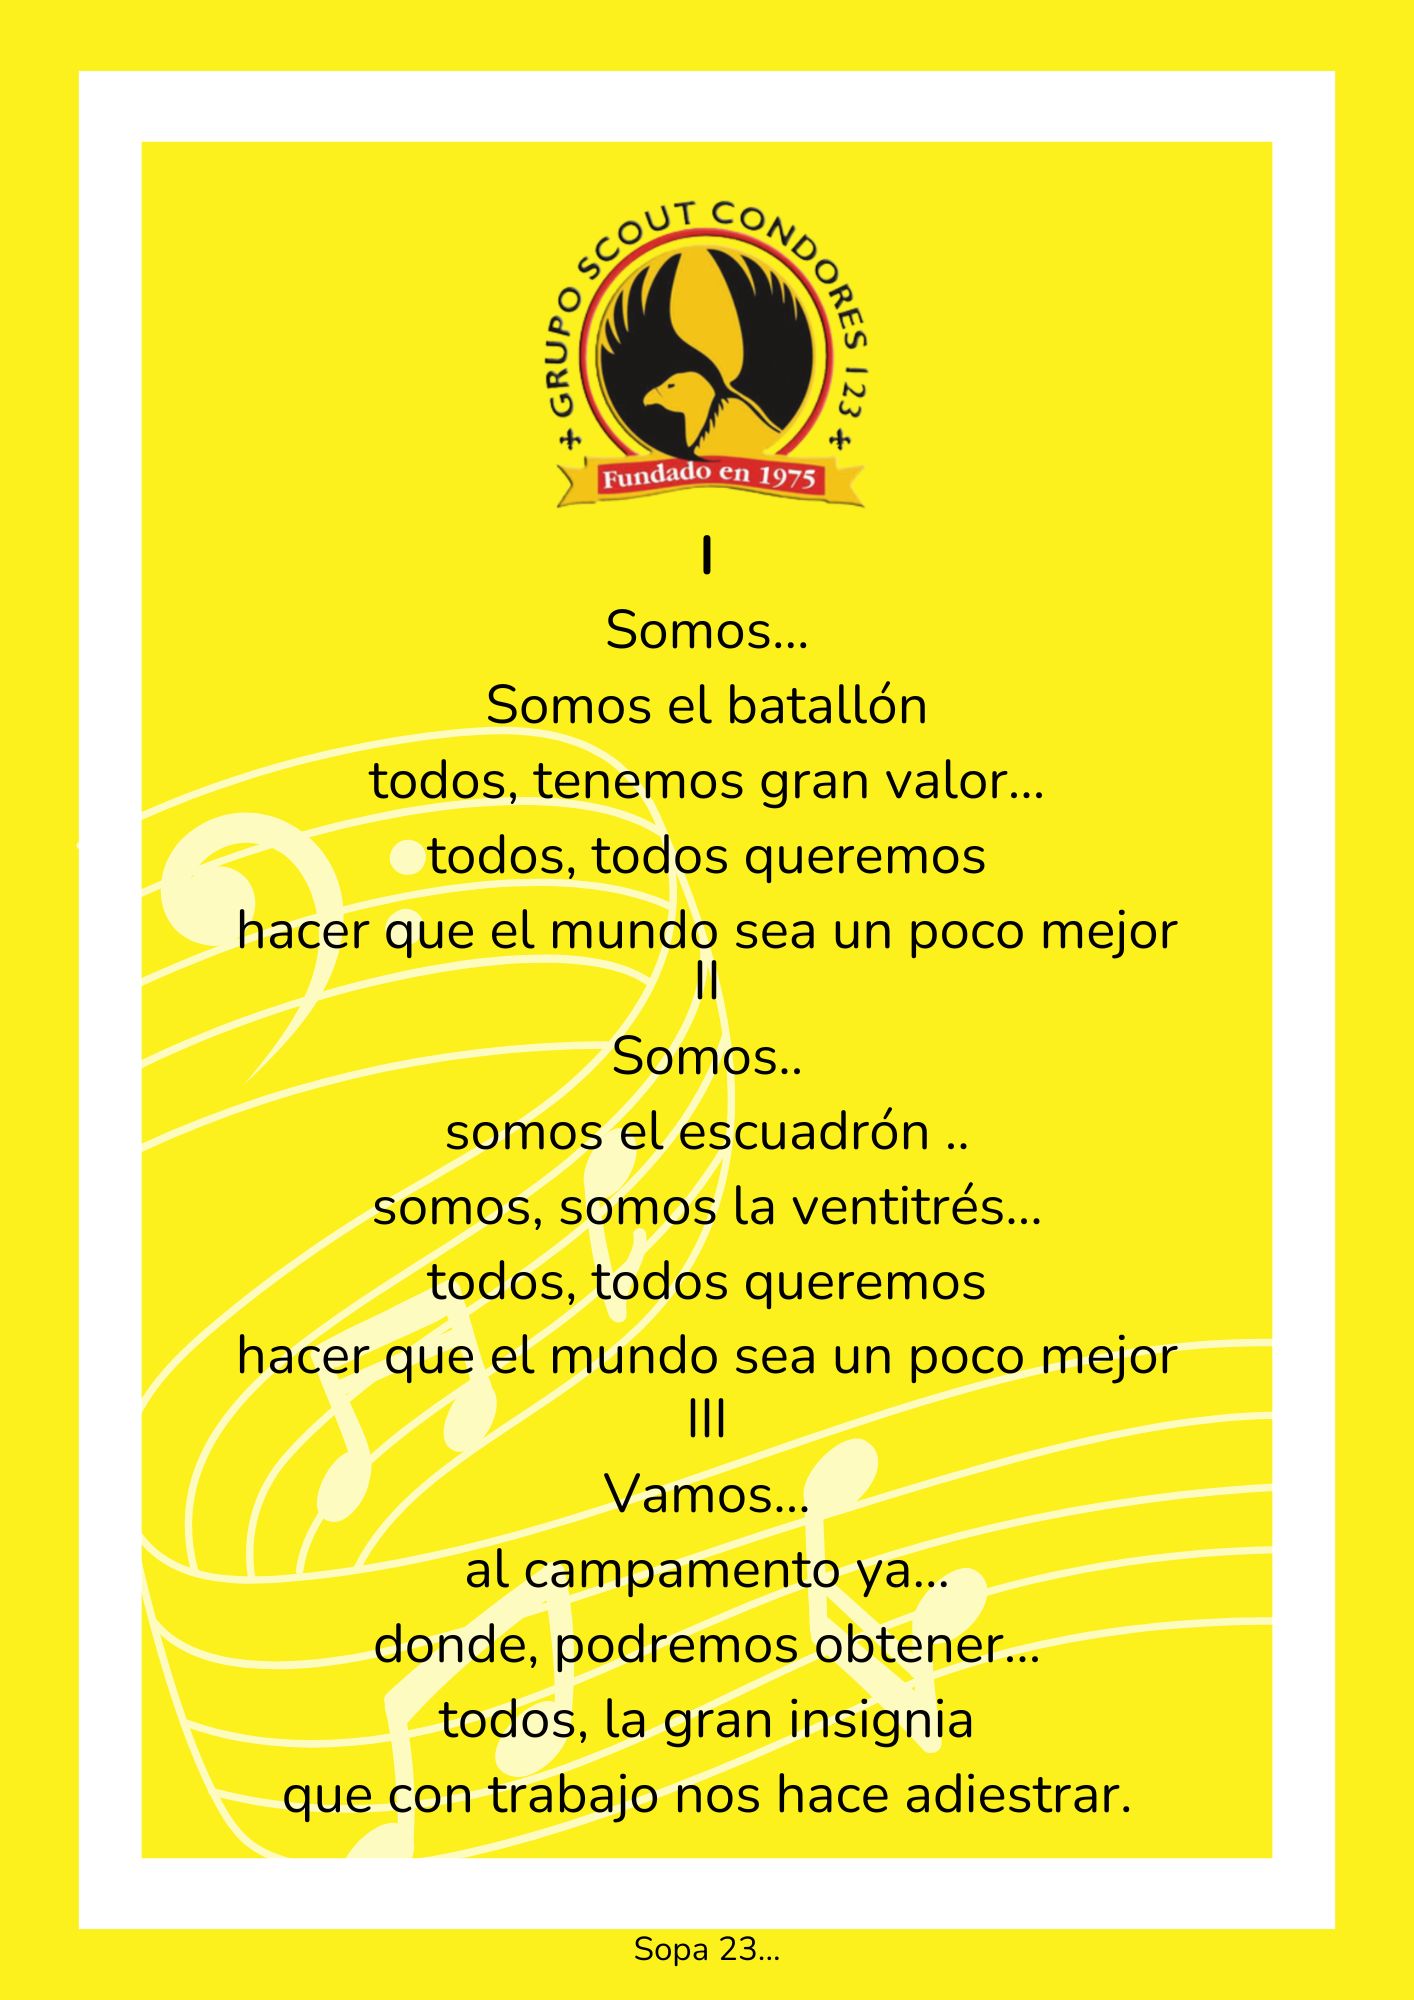 GRUPO SCOUT CONDORES 123
Fundado en 1975
I
Somos...
Somos el batallón
todos, tenemos gran valor...
todos, todos queremos
hacer que el mundo sea un poco mejor
II
Somos..
somos el escuadrón ..
somos, somos la ventitrés...
todos, todos queremos
hacer que el mundo sea un poco mejor
III
Vamos...
al campamento ya...
donde, podremos obtener...
todos, la gran insignia
que con trabajo nos hace adiestrar.
Sopa 23...